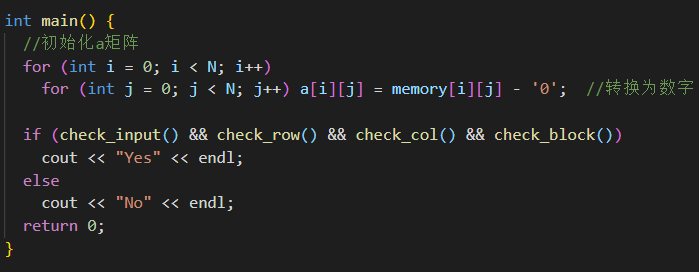 int main() {
//初始化a矩阵
for (int i = 0; i < N; i++)
for (int j = 0; j < N; j++) a[i][j] = memory[i][j] - '0';  //转换为数字
if (check_input() && check_row() && check_col() && check_block())
cout << "Yes" << endl;
else
cout << "No" << endl;
return 0;
}